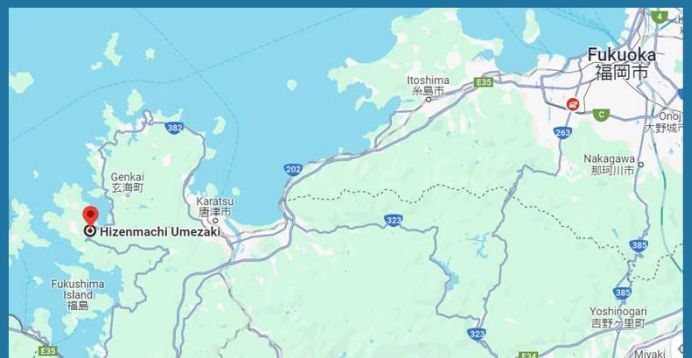 4
Fukuoka
福岡市
Itoshima
糸島市
E35
C
大野城市
263
382
Nakagawa
那珂川市
202
Genkai
玄海町
Karatsu
唐津市
323
Hizenmachi Umezaki
385
Fukushima
Island
福島
385
Yoshinogari
吉野ヶ里町
323
E35
E34
Miyaki